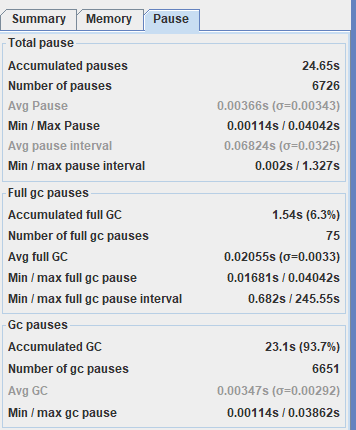 Summary Memory Pause
Total pause
Accumulated pauses 24.65s
Number of pauses 6726
Avg Pause 0.00366s (σ=0.00343)
Min / Max Pause 0.00114s / 0.04042s
Avg pause interval 0.06824s (σ=0.0325)
Min / max pause interval 0.002s / 1.327s
Full gc pauses
Accumulated full GC 1.54s (6.3%)
Number of full gc pauses 75
Avg full GC 0.02055s (σ=0.0033)
Min / max full gc pause 0.01681s / 0.04042s
Min / max full gc pause interval 0.682s / 245.55s
Gc pauses
Accumulated GC 23.1s (93.7%)
Number of gc pauses 6651
Avg GC 0.00347s (σ=0.00292)
Min / max gc pause 0.00114s / 0.03862s